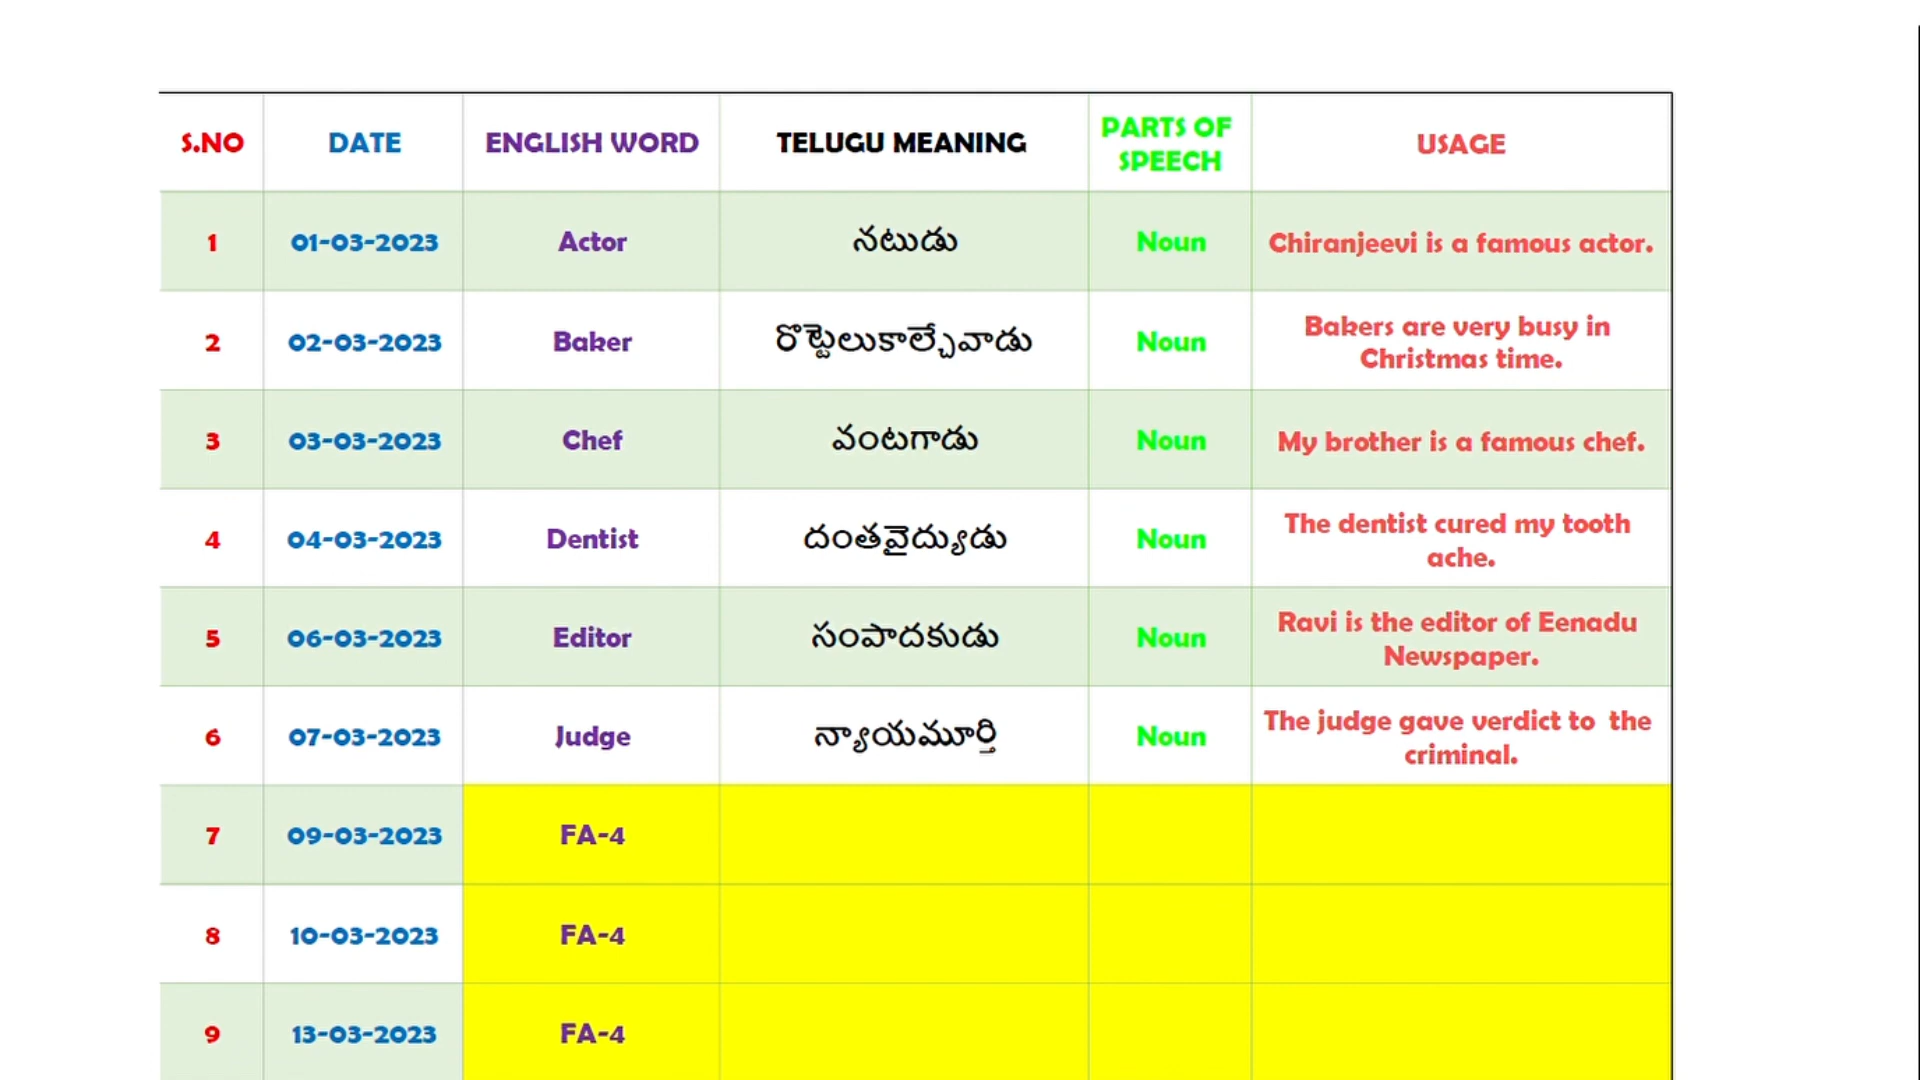 S.NO DATE ENGLISH WORD TELUGU MEANING PARTS OF SPEECH USAGE
1 01-03-2023 Actor నటుడు Noun Chiranjeevi is a famous actor.
2 02-03-2023 Baker రొట్టెలుకాల్చేవాడు Noun Bakers are very busy in
Christmas time.
3 03-03-2023 Chef వంటగాడు Noun My brother is a famous chef.
4 04-03-2023 Dentist దంతవైద్యుడు Noun The dentist cured my tooth
ache.
5 06-03-2023 Editor సంపాదకుడు Noun Ravi is the editor of Eenadu
Newspaper.
6 07-03-2023 Judge న్యాయమూర్తి Noun The judge gave verdict to the
criminal.
7 09-03-2023 FA-4
8 10-03-2023 FA-4
9 13-03-2023 FA-4